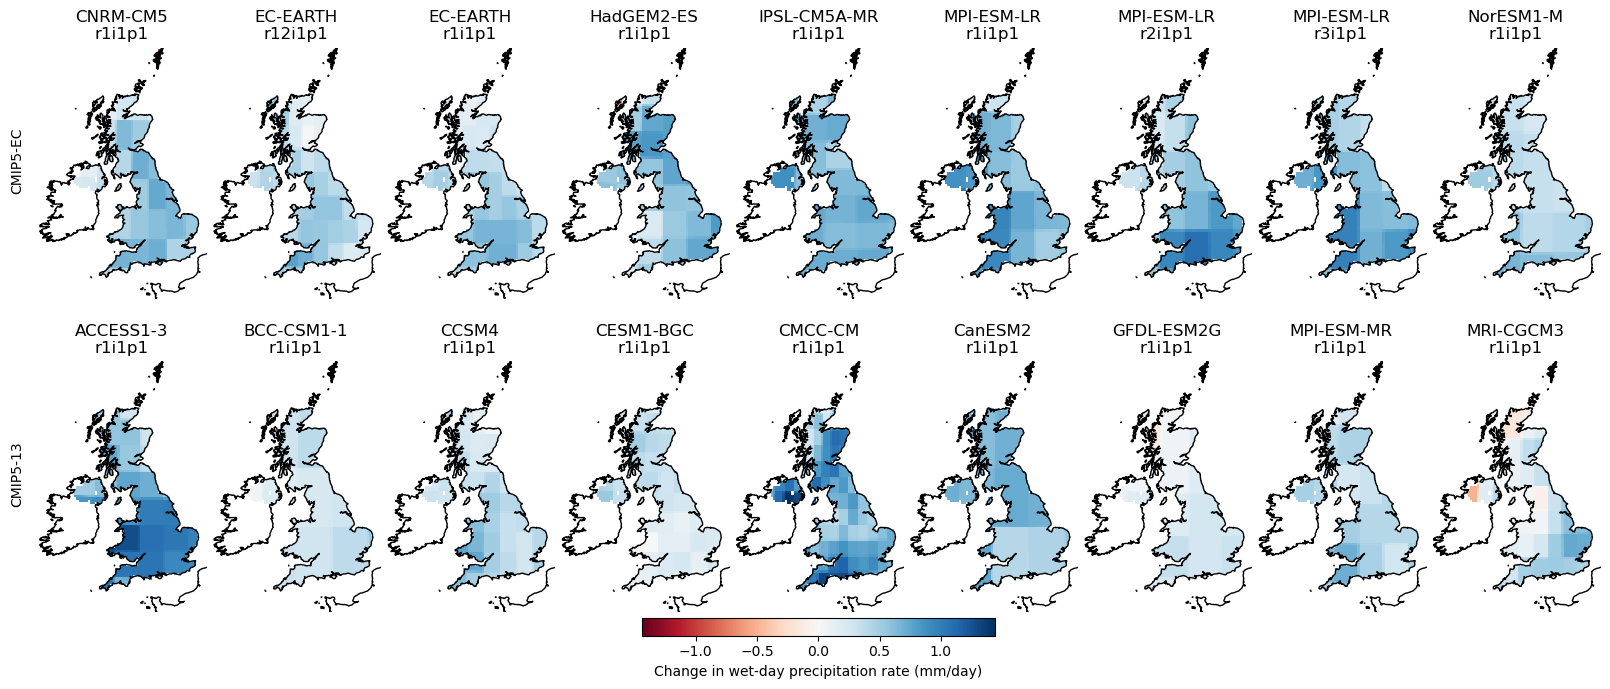 CNRM-CM5 EC-EARTH EC-EARTH HadGEM2-ES IPSL-CM5A-MR MPI-ESM-LR MPI-ESM-LR MPI-ESM-LR NorESM1-M
r1i1p1 r12i1p1 r1i1p1 r1i1p1 r1i1p1 r1i1p1 r2i1p1 r3i1p1 r1i1p1
CMIP5-EC
ACCESS1-3 BCC-CSM1-1 CCSM4 CESM1-BGC CMCC-CM CanESM2 GFDL-ESM2G MPI-ESM-MR MRI-CGCM3
r1i1p1 r1i1p1 r1i1p1 r1i1p1 r1i1p1 r1i1p1 r1i1p1 r1i1p1 r1i1p1
CMIP5-13
−1.0 −0.5 0.0 0.5 1.0
Change in wet-day precipitation rate (mm/day)